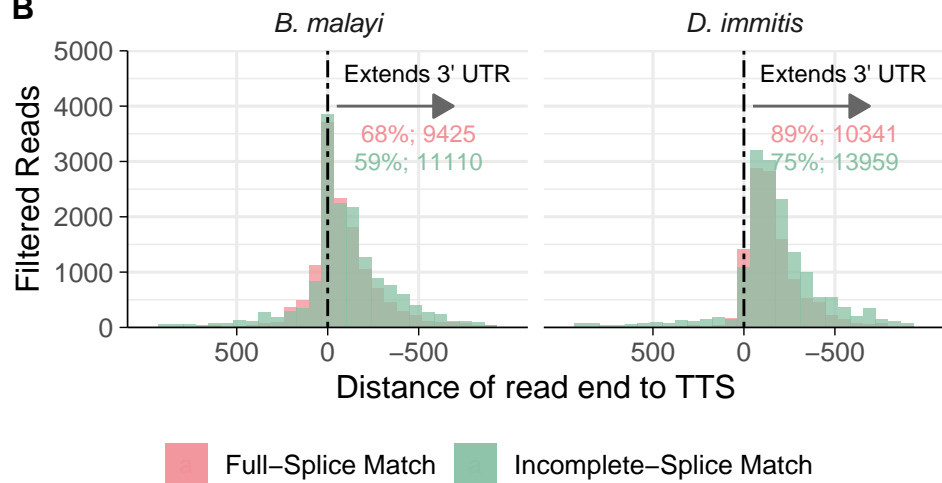 B
B. malayi
D. immitis
Filtered Reads
5000
4000
3000
2000
1000
0
Extends 3' UTR
68%; 9425
59%; 11110
Extends 3' UTR
89%; 10341
75%; 13959
500 0 −500
500 0 −500
Distance of read end to TTS
a Full−Splice Match
a Incomplete−Splice Match